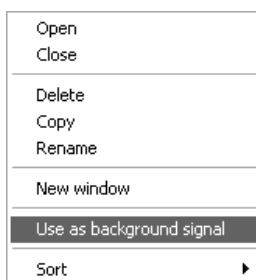 Open
Close
Delete
Copy
Rename
New window
Use as background signal
Sort